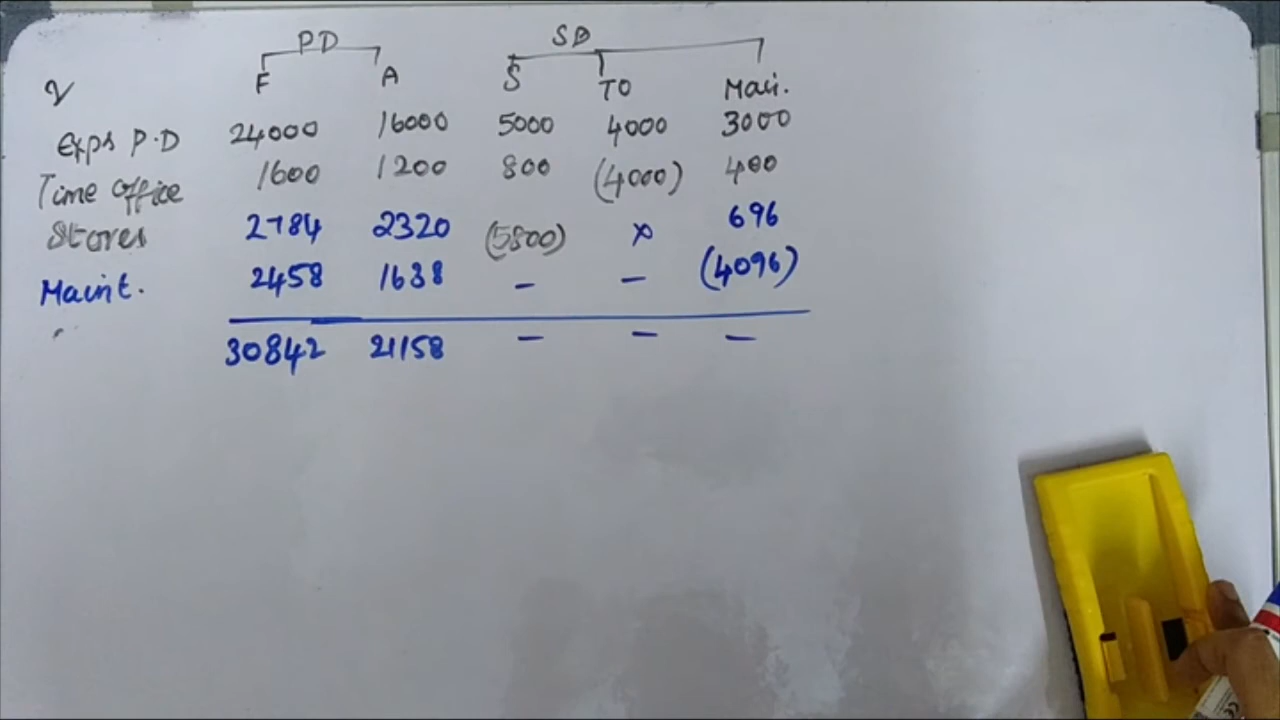 PD SD
F A S TO Mai.
Exps P.D 24000 16000 5000 4000 3000
Time office 1600 1200 800 (4000) 400
Stores 2784 2320 (5800) × 696
Maint. 2458 1638 – – (4096)
30842 21158 – – –